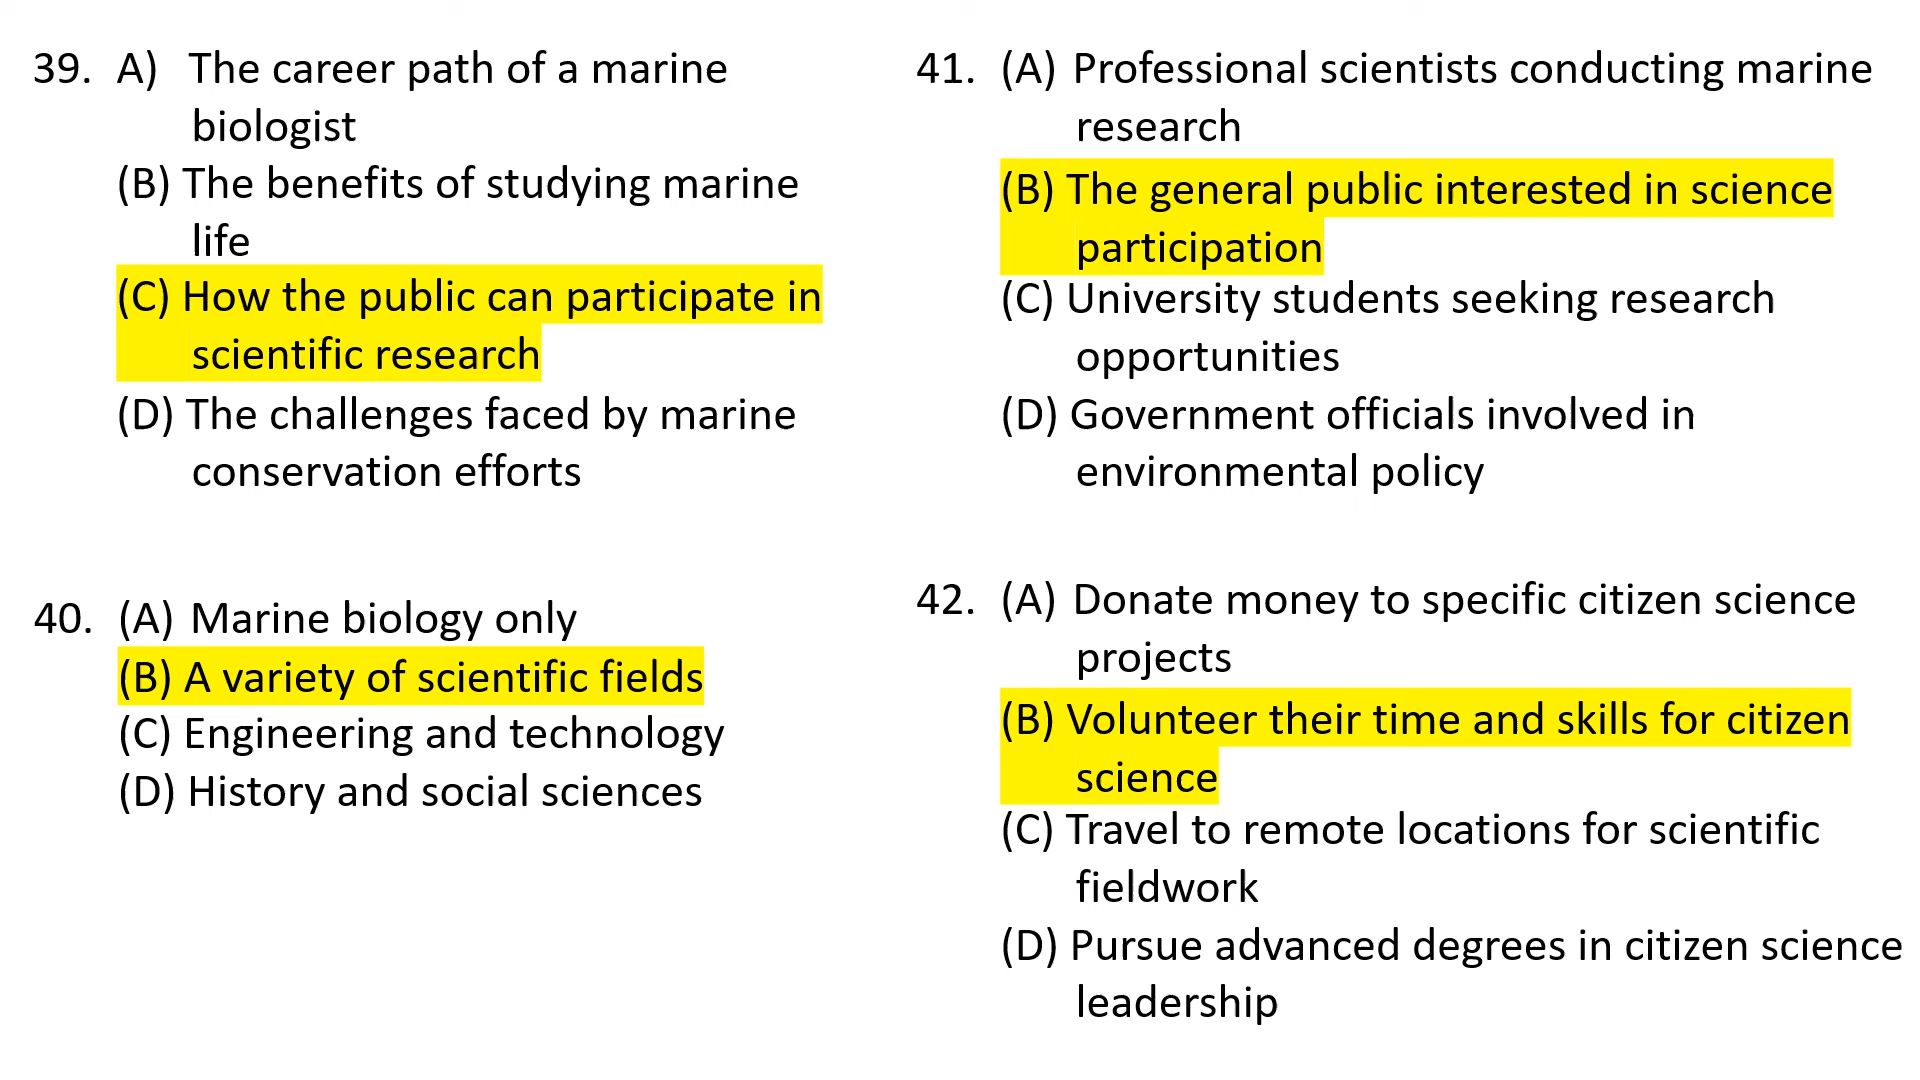 39. A) The career path of a marine
biologist
(B) The benefits of studying marine
life
(C) How the public can participate in
scientific research
(D) The challenges faced by marine
conservation efforts
40. (A) Marine biology only
(B) A variety of scientific fields
(C) Engineering and technology
(D) History and social sciences
41. (A) Professional scientists conducting marine
research
(B) The general public interested in science
participation
(C) University students seeking research
opportunities
(D) Government officials involved in
environmental policy
42. (A) Donate money to specific citizen science
projects
(B) Volunteer their time and skills for citizen
science
(C) Travel to remote locations for scientific
fieldwork
(D) Pursue advanced degrees in citizen science
leadership